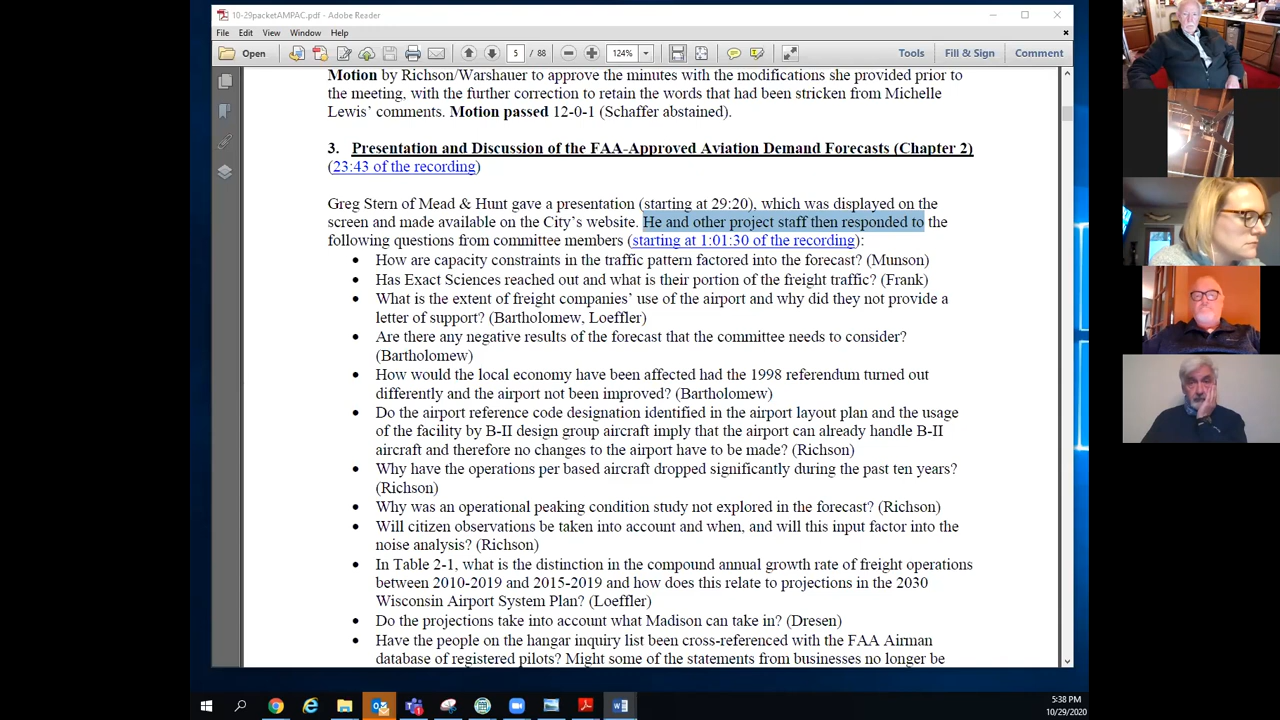 10-29packetAMPAC.pdf - Adobe Reader
File Edit View Window Help
Open 5 / 88 124% Tools Fill & Sign Comment
Motion by Richson/Warshauer to approve the minutes with the modifications she provided prior to
the meeting, with the further correction to retain the words that had been stricken from Michelle
Lewis’ comments. Motion passed 12-0-1 (Schaffer abstained).
3. Presentation and Discussion of the FAA-Approved Aviation Demand Forecasts (Chapter 2)
(23:43 of the recording)
Greg Stern of Mead & Hunt gave a presentation (starting at 29:20), which was displayed on the
screen and made available on the City’s website. He and other project staff then responded to the
following questions from committee members (starting at 1:01:30 of the recording):
• How are capacity constraints in the traffic pattern factored into the forecast? (Munson)
• Has Exact Sciences reached out and what is their portion of the freight traffic? (Frank)
• What is the extent of freight companies’ use of the airport and why did they not provide a
letter of support? (Bartholomew, Loeffler)
• Are there any negative results of the forecast that the committee needs to consider?
(Bartholomew)
• How would the local economy have been affected had the 1998 referendum turned out
differently and the airport not been improved? (Bartholomew)
• Do the airport reference code designation identified in the airport layout plan and the usage
of the facility by B-II design group aircraft imply that the airport can already handle B-II
aircraft and therefore no changes to the airport have to be made? (Richson)
• Why have the operations per based aircraft dropped significantly during the past ten years?
(Richson)
• Why was an operational peaking condition study not explored in the forecast? (Richson)
• Will citizen observations be taken into account and when, and will this input factor into the
noise analysis? (Richson)
• In Table 2-1, what is the distinction in the compound annual growth rate of freight operations
between 2010-2019 and 2015-2019 and how does this relate to projections in the 2030
Wisconsin Airport System Plan? (Loeffler)
• Do the projections take into account what Madison can take in? (Dresen)
• Have the people on the hangar inquiry list been cross-referenced with the FAA Airman
database of registered pilots? Might some of the statements from businesses no longer be
5:38 PM
10/29/2020